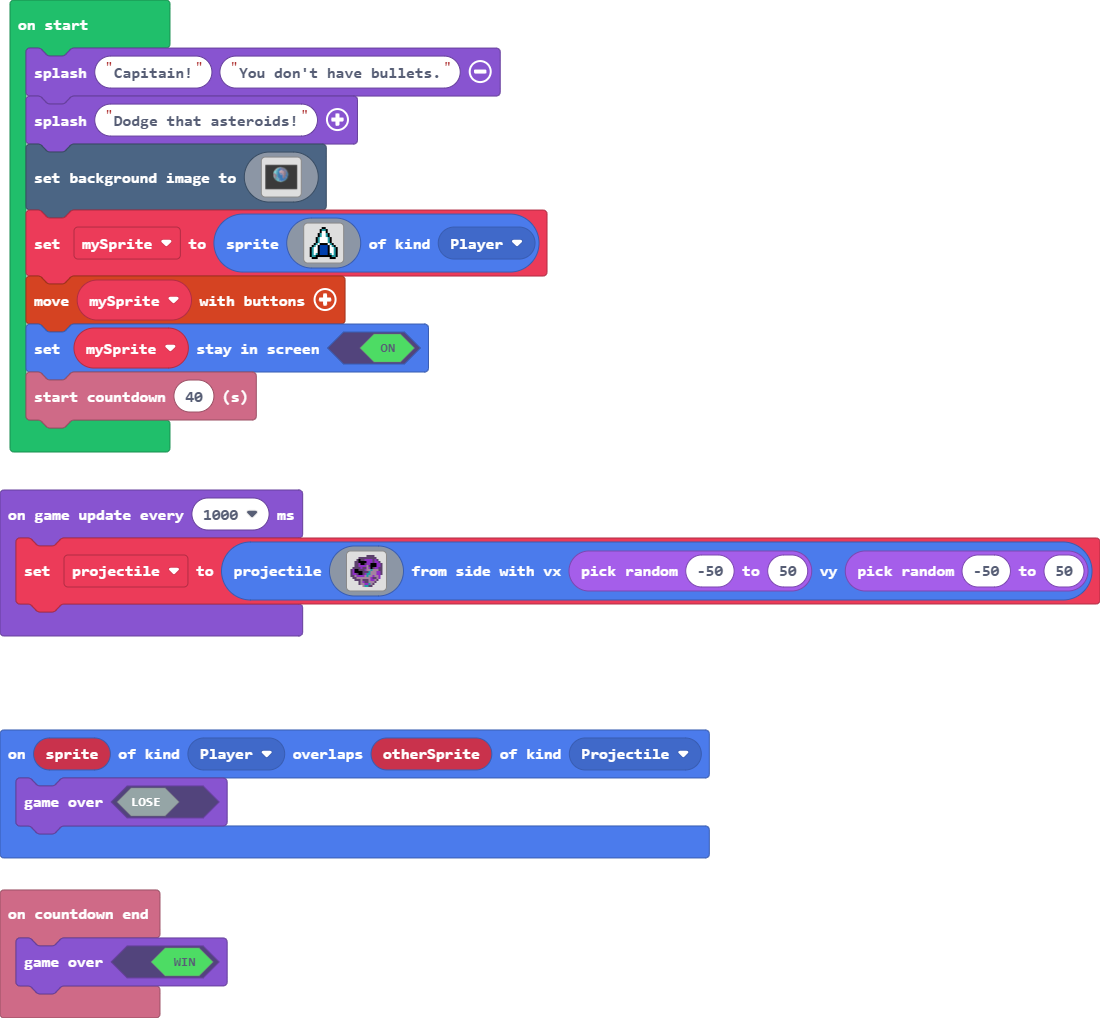 on start
splash "Capitain!" "You don't have bullets."
splash "Dodge that asteroids!"
set background image to
set mySprite to sprite of kind Player
move mySprite with buttons
set mySprite stay in screen ON
start countdown 40 (s)
on game update every 1000 ms
set projectile to projectile from side with vx pick random -50 to 50 vy pick random -50 to 50
on sprite of kind Player overlaps otherSprite of kind Projectile
game over LOSE
on countdown end
game over WIN